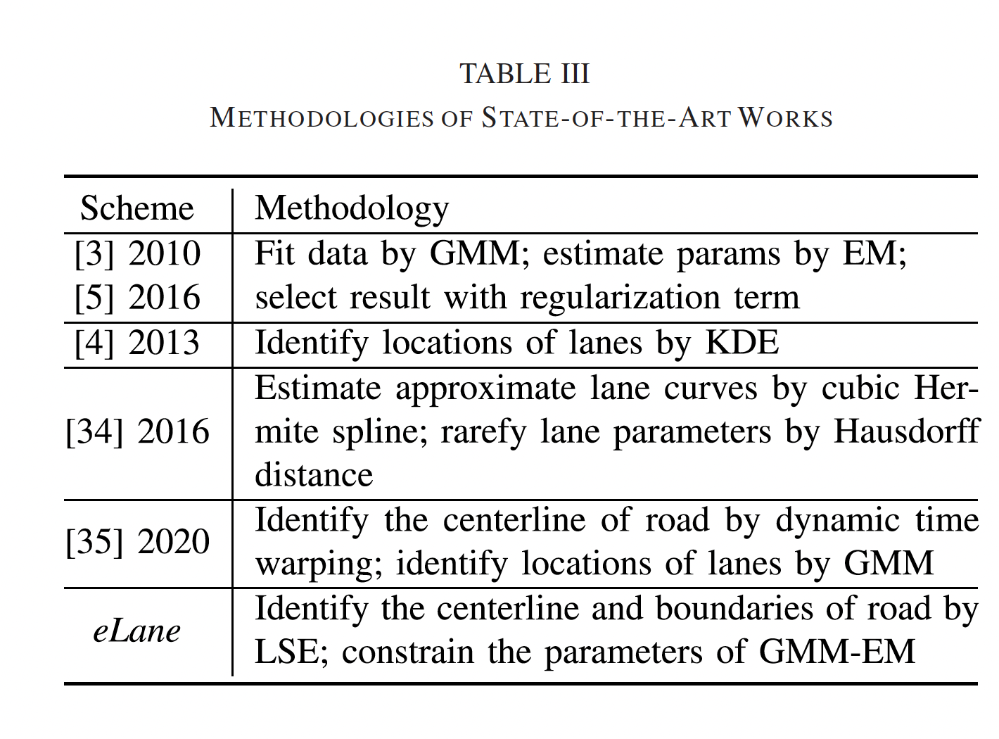 TABLE III
METHODOLOGIES OF STATE-OF-THE-ART WORKS
Scheme Methodology
[3] 2010 Fit data by GMM; estimate params by EM;
[5] 2016 select result with regularization term
[4] 2013 Identify locations of lanes by KDE
Estimate approximate lane curves by cubic Her-
[34] 2016 mite spline; rarefy lane parameters by Hausdorff
distance
[35] 2020
Identify the centerline of road by dynamic time
warping; identify locations of lanes by GMM
eLane
Identify the centerline and boundaries of road by
LSE; constrain the parameters of GMM-EM